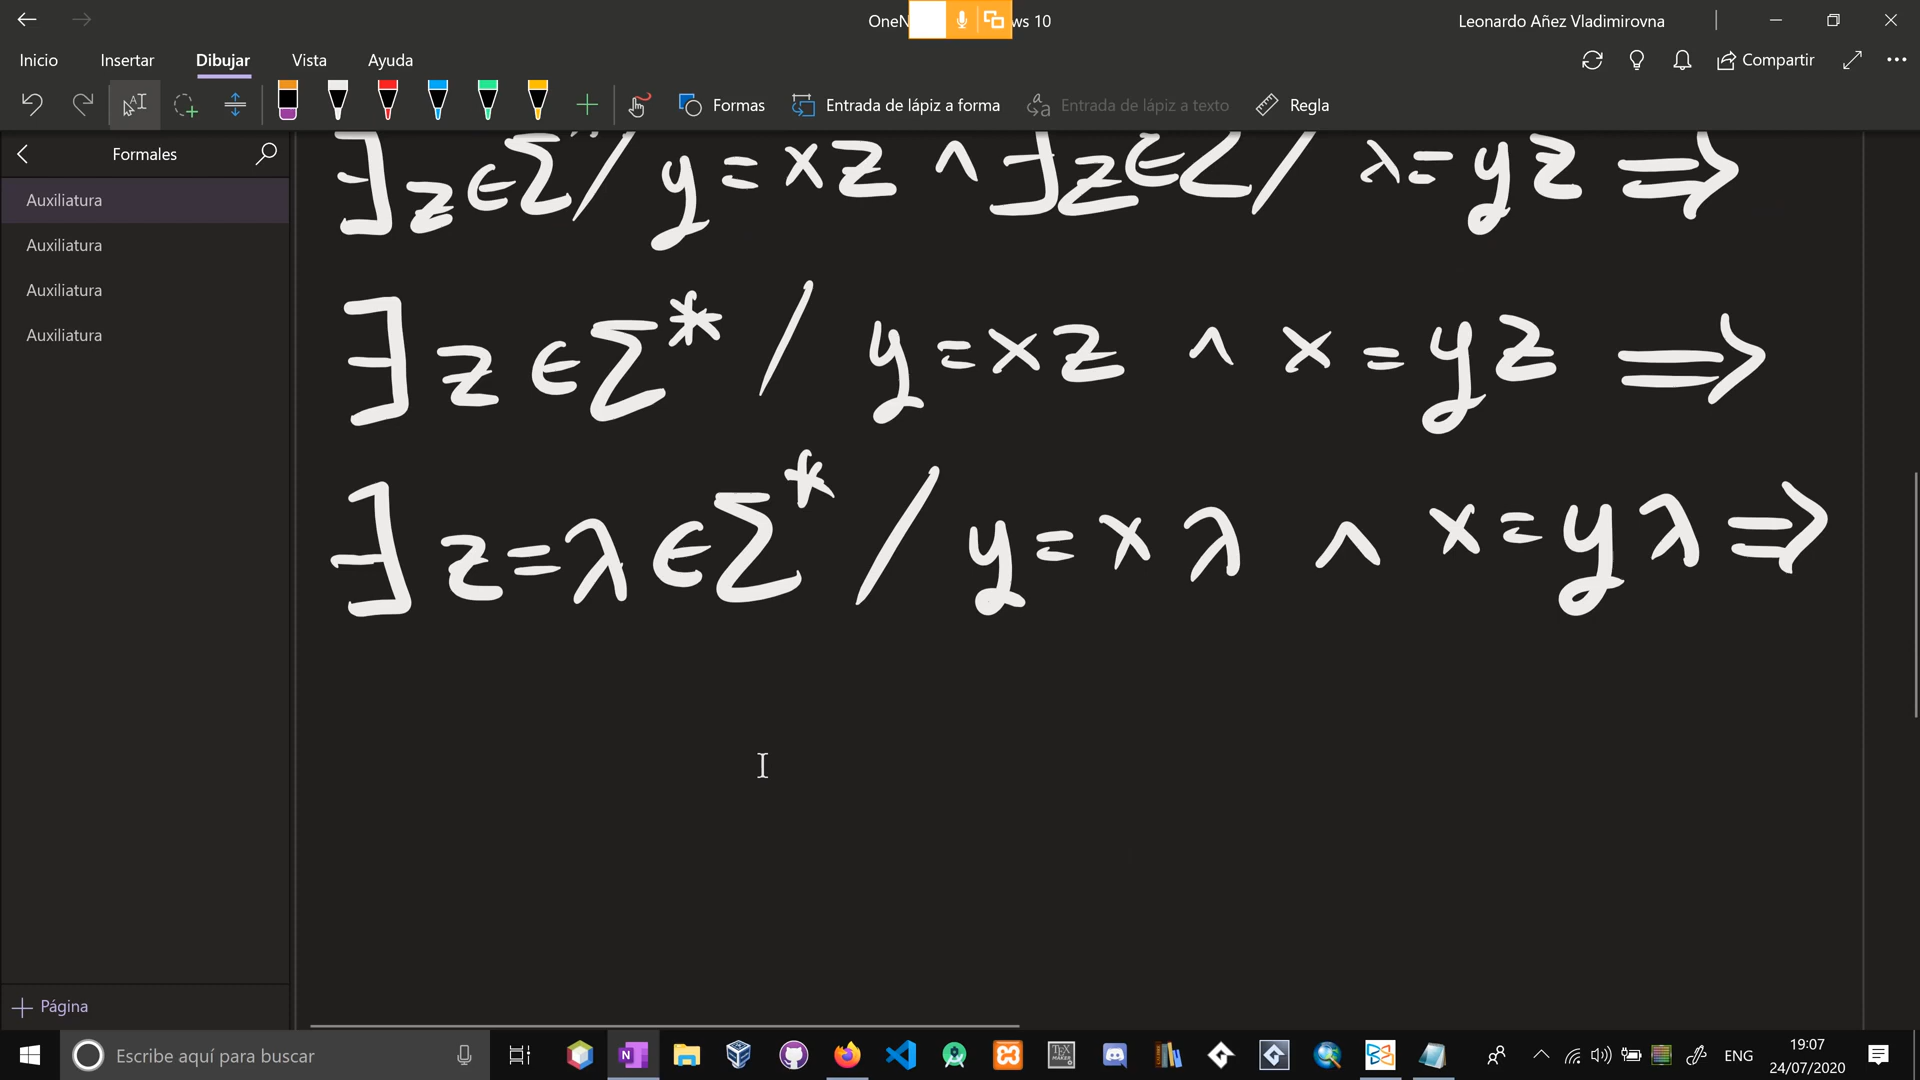 OneN ws 10
Leonardo Añez Vladimirovna
Inicio Insertar Dibujar Vista Ayuda
Compartir
Formas Entrada de lápiz a forma Entrada de lápiz a texto Regla
Formales
Auxiliatura
Auxiliatura
Auxiliatura
Auxiliatura
∃z∈Σ*/ y=xz ∧ ∃z∈Σ/ λ=yz ⇒
∃z∈Σ* / y=xz ∧ x=yz ⇒
∃z=λ∈Σ* / y=xλ ∧ x=yλ ⇒
Página
Escribe aquí para buscar
ENG
19:07
24/07/2020